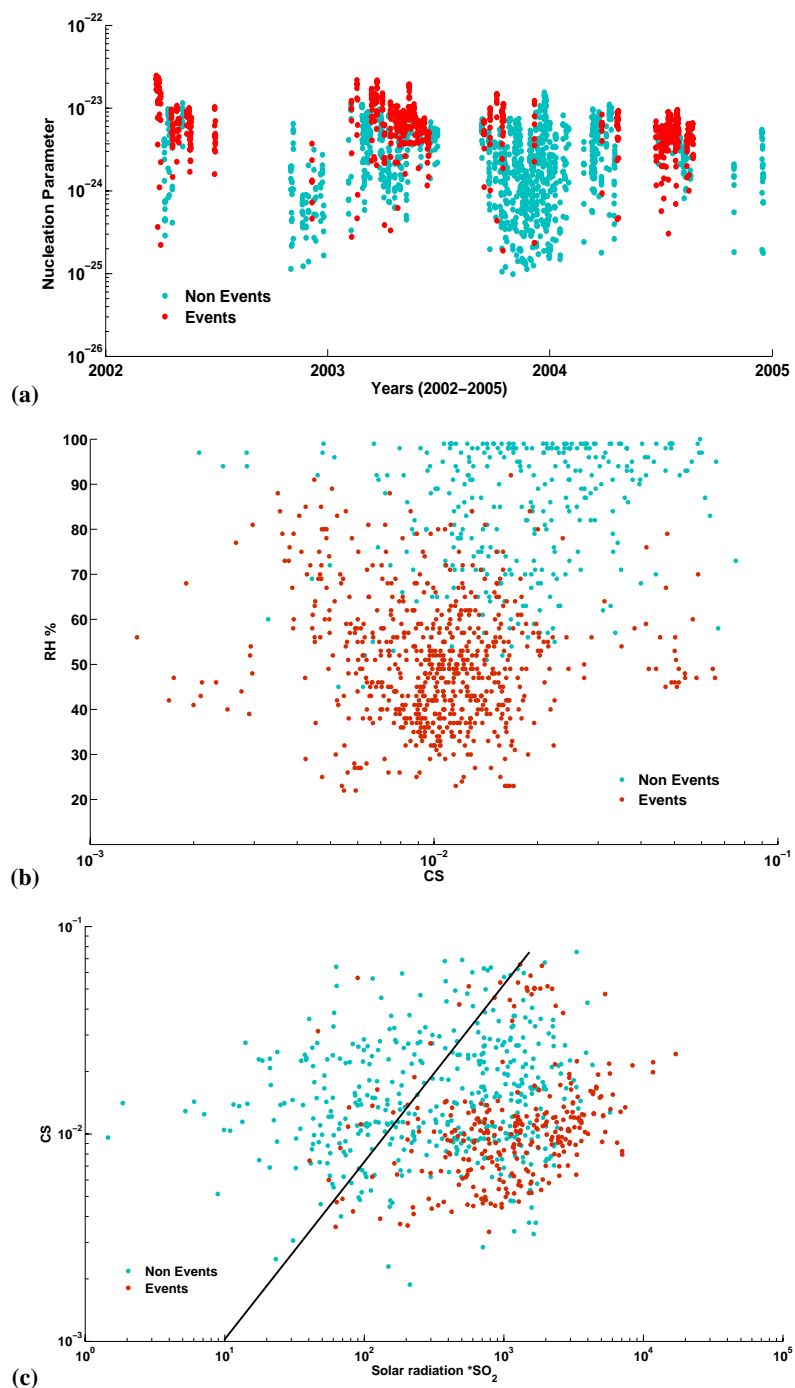 10^−22
10^−23
10^−24
10^−25
10^−26
Nucleation Parameter
Non Events
Events
2002
2003
2004
2005
Years (2002−2005)
(a)
100
90
80
70
60
50
40
30
20
RH %
Non Events
Events
10^−3
10^−2
10^−1
CS
(b)
10^−1
10^−2
10^−3
CS
Non Events
Events
10^0
10^1
10^2
10^3
10^4
10^5
Solar radiation *SO_2
(c)